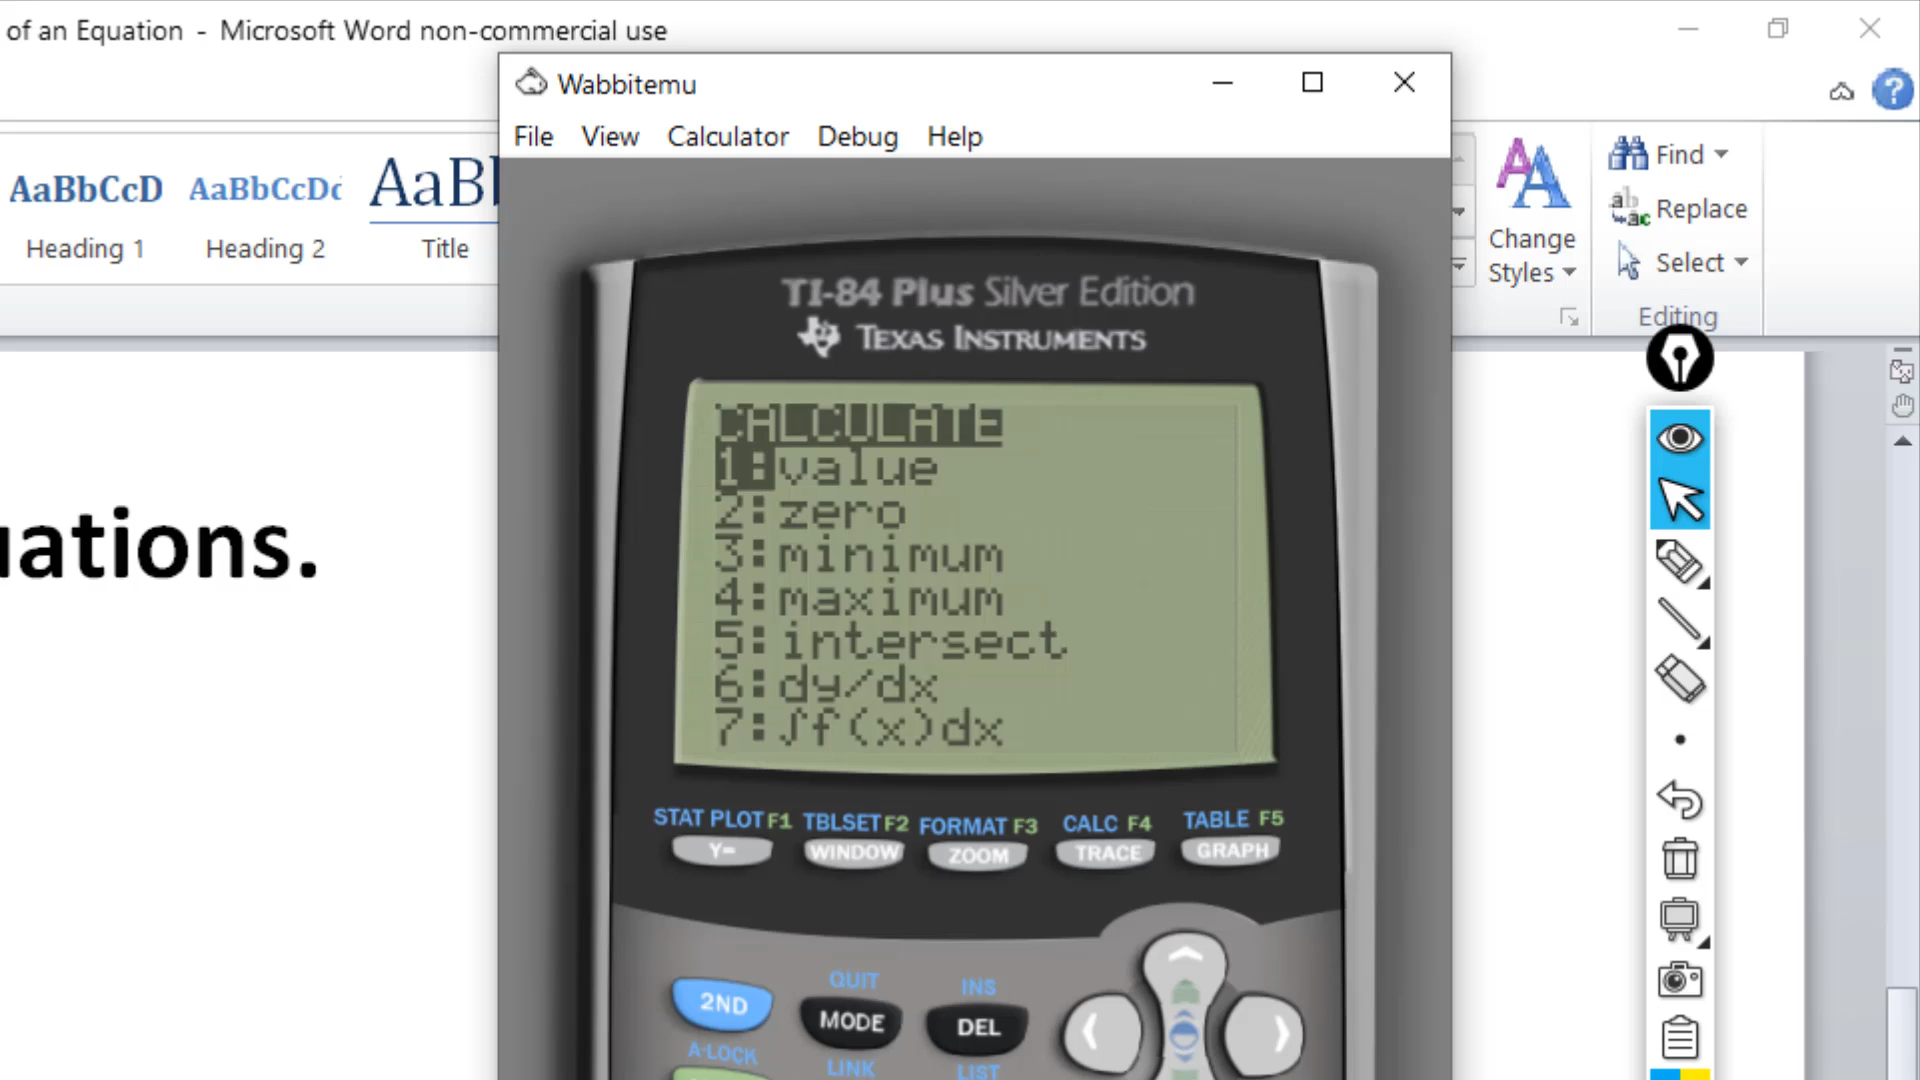 of an Equation - Microsoft Word non-commercial use
Wabbitemu
File View Calculator Debug Help
AaBbCcD AaBbCcDc AaBl
Heading 1 Heading 2 Title
Change Styles
Find
Replace
Select
Editing
TI-84 Plus Silver Edition
TEXAS INSTRUMENTS
CALCULATE
1:value
2:zero
3:minimum
4:maximum
5:intersect
6:dy/dx
7:∫f(x)dx
uations.
STAT PLOT F1 TBLSET F2 FORMAT F3 CALC F4 TABLE F5
Y= WINDOW ZOOM TRACE GRAPH
QUIT INS
2ND MODE DEL
A-LOCK LINK LIST